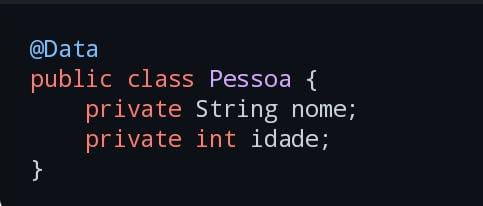 @Data
public class Pessoa {
    private String nome;
    private int idade;
}